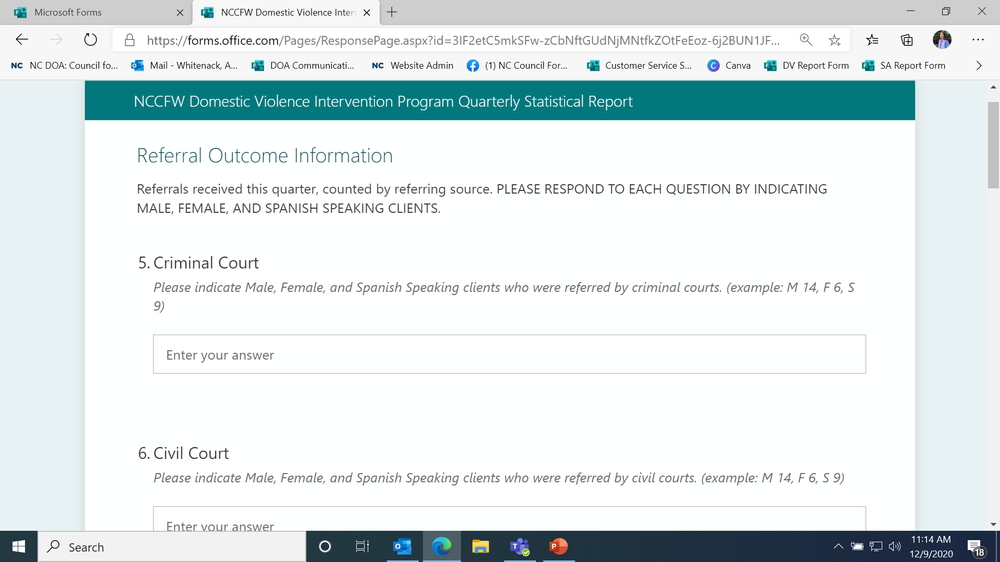 Microsoft Forms
NCCFW Domestic Violence Inter
https://forms.office.com/Pages/ResponsePage.aspx?id=3IF2etC5mkSFw-zCbNftGUdNjMNtfkZOtFeEoz-6j2BUN1JF...
NC NC DOA: Council fo...
Mail - Whitenack, A...
DOA Communicati...
NC Website Admin
(1) NC Council For...
Customer Service S...
Canva
DV Report Form
SA Report Form
NCCFW Domestic Violence Intervention Program Quarterly Statistical Report
Referral Outcome Information
Referrals received this quarter, counted by referring source. PLEASE RESPOND TO EACH QUESTION BY INDICATING
MALE, FEMALE, AND SPANISH SPEAKING CLIENTS.
5. Criminal Court
Please indicate Male, Female, and Spanish Speaking clients who were referred by criminal courts. (example: M 14, F 6, S
9)
Enter your answer
6. Civil Court
Please indicate Male, Female, and Spanish Speaking clients who were referred by civil courts. (example: M 14, F 6, S 9)
Enter your answer
Search
11:14 AM
12/9/2020
18